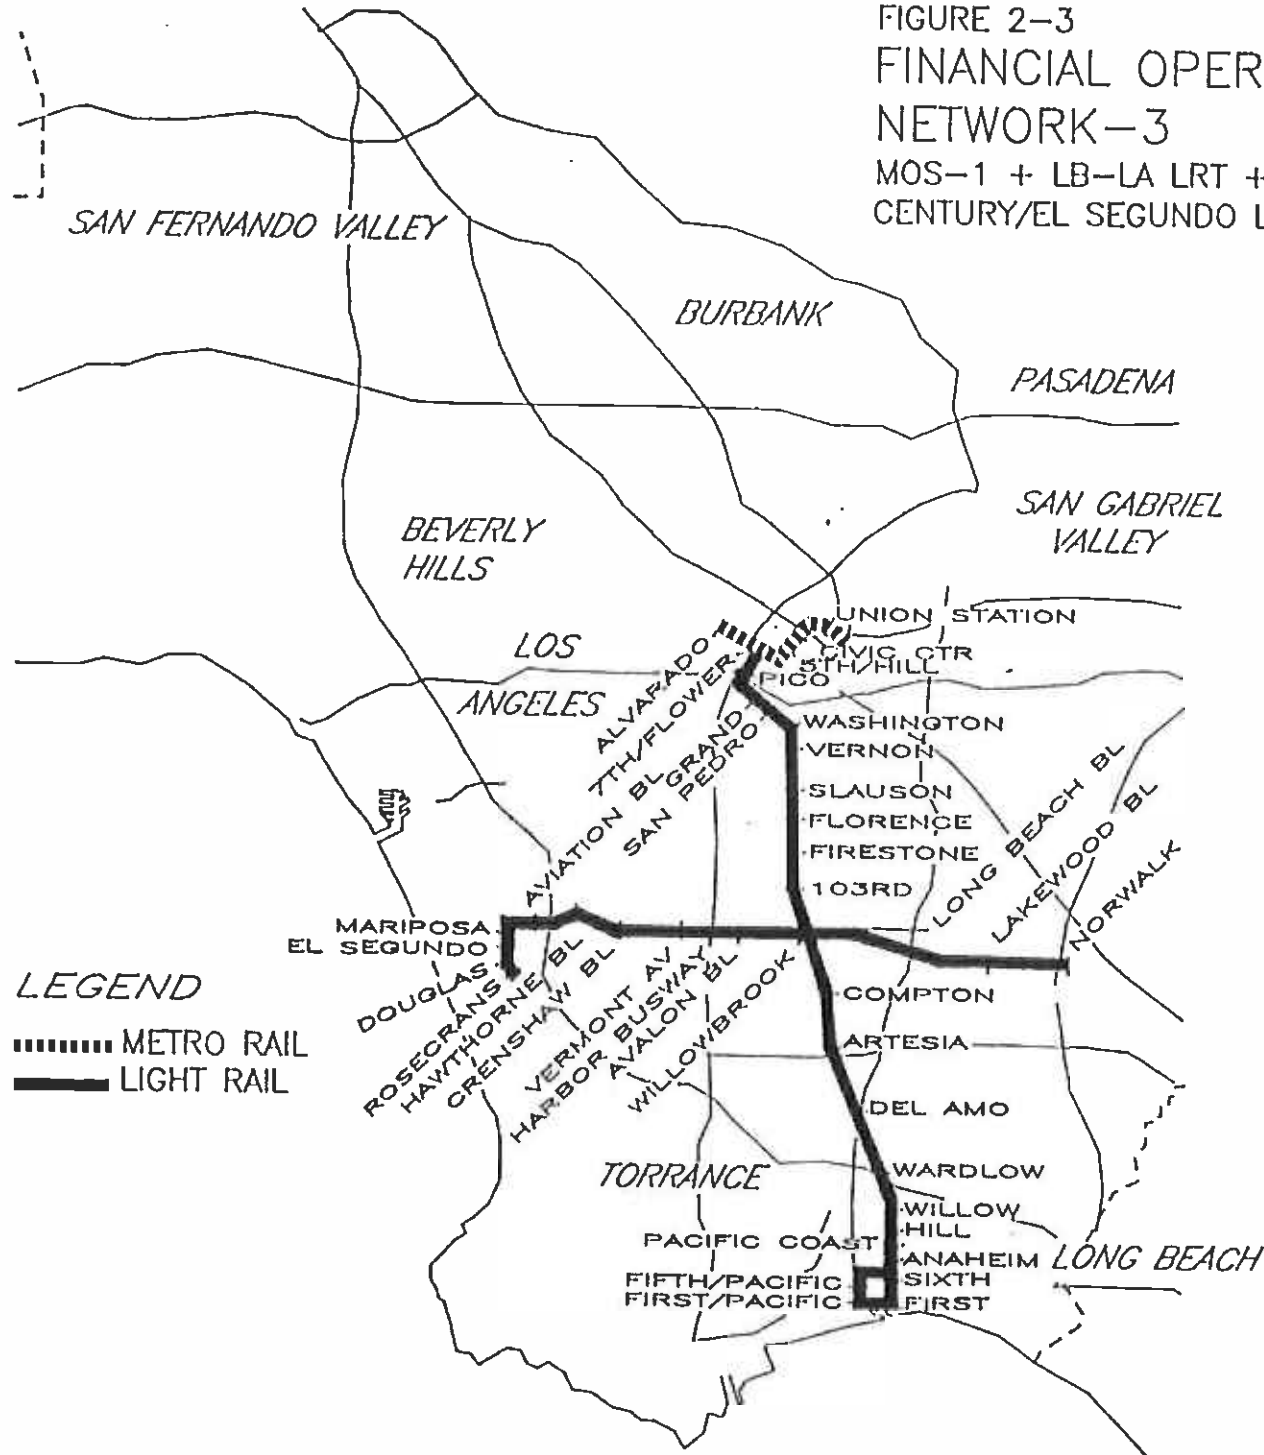 FIGURE 2-3
FINANCIAL OPER
NETWORK-3
MOS-1 + LB-LA LRT +
CENTURY/EL SEGUNDO L
SAN FERNANDO VALLEY
BURBANK
PASADENA
SAN GABRIEL
VALLEY
BEVERLY
HILLS
LOS
ANGELES
UNION STATION
CIVIC CTR
5TH/HILL
ALVARADO
7TH/FLOWER
PICO
GRAND
SAN PEDRO
WASHINGTON
VERNON
SLAUSON
FLORENCE
FIRESTONE
103RD
AVIATION BL
LONG BEACH BL
LAKEWOOD BL
NORWALK
MARIPOSA
EL SEGUNDO
DOUGLAS
ROSECRANS
HAWTHORNE BL
CRENSHAW BL
VERMONT AV
HARBOR BUSWAY
AVALON BL
WILLOWBROOK
COMPTON
ARTESIA
DEL AMO
LEGEND
METRO RAIL
LIGHT RAIL
TORRANCE
WARDLOW
WILLOW
HILL
PACIFIC COAST
ANAHEIM
LONG BEACH
FIFTH/PACIFIC
SIXTH
FIRST/PACIFIC
FIRST